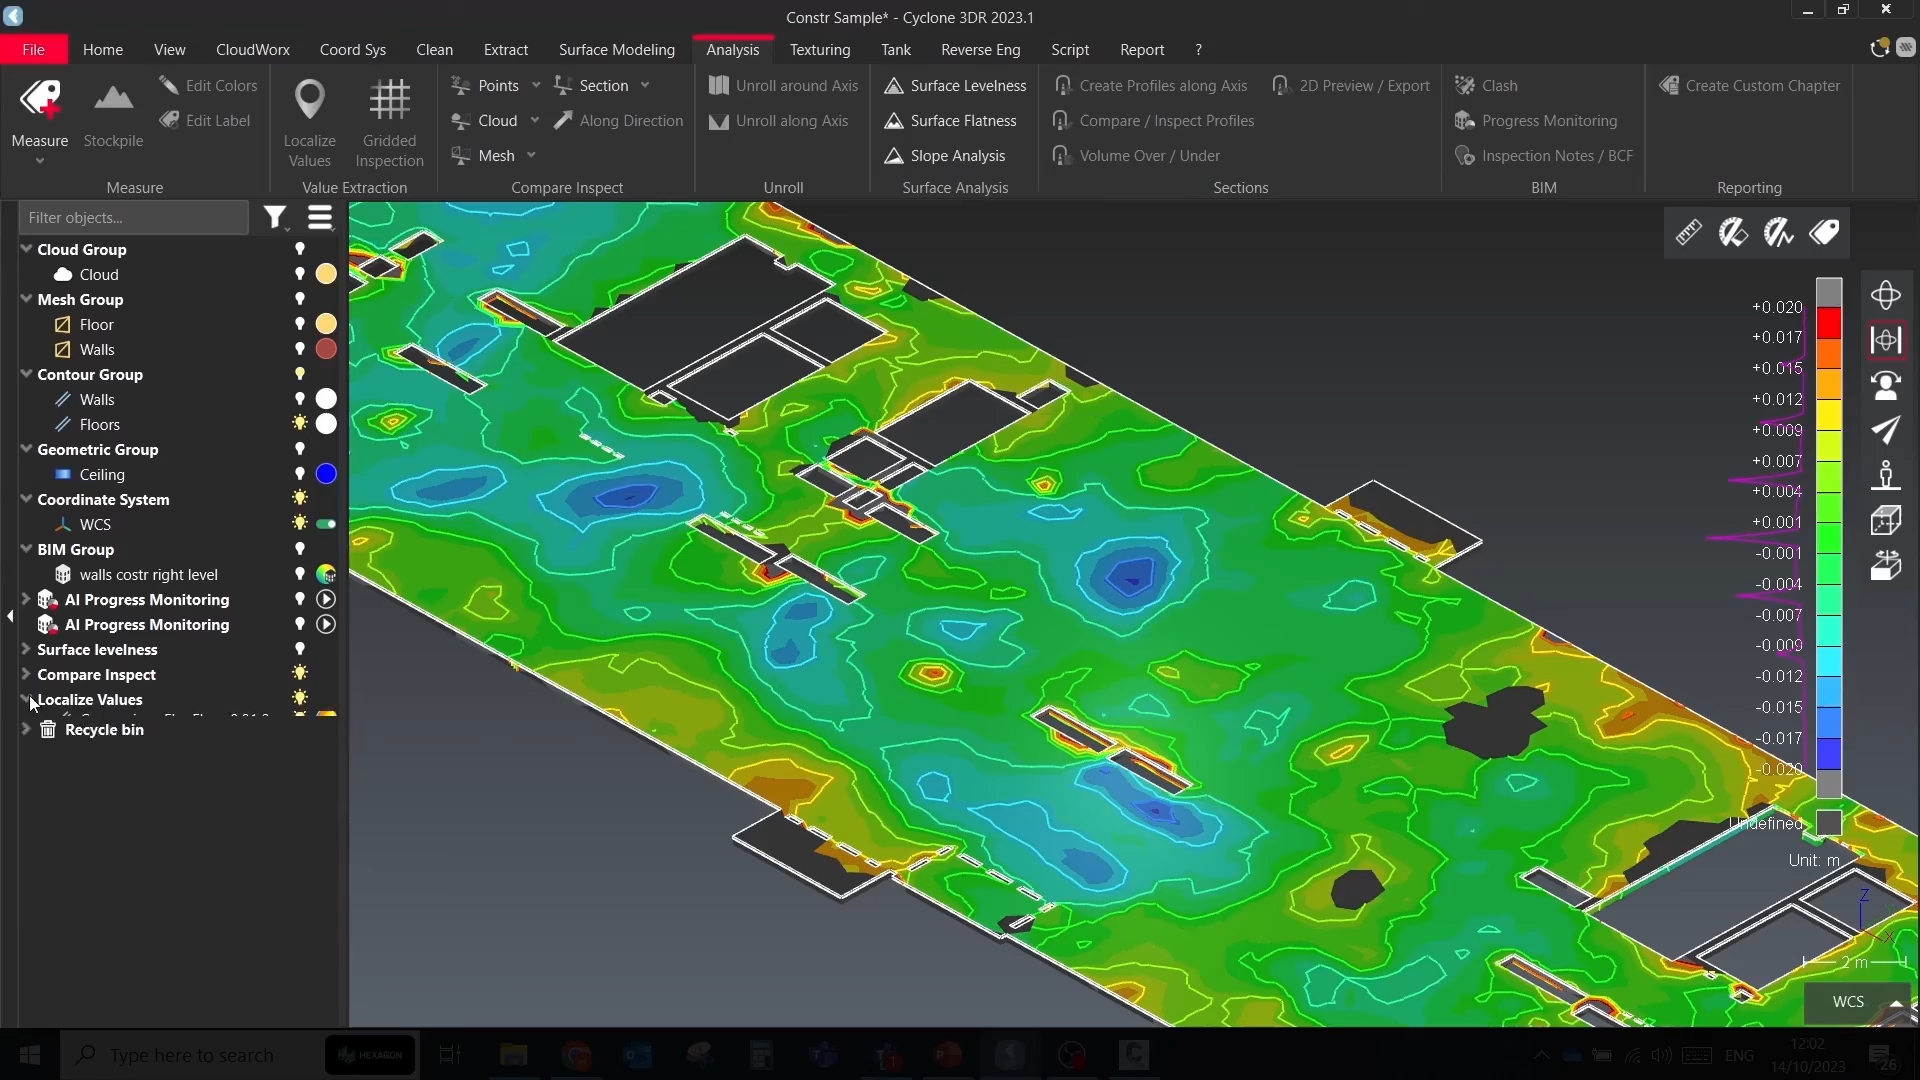 Constr Sample* - Cyclone 3DR 2023.1
File Home View CloudWorx Coord Sys Clean Extract Surface Modeling Analysis Texturing Tank Reverse Eng Script Report ?
Measure
Stockpile
Edit Colors
Edit Label
Measure
Localize
Values
Gridded
Inspection
Value Extraction
Points
Section
Cloud
Along Direction
Mesh
Compare Inspect
Unroll around Axis
Unroll along Axis
Unroll
Surface Levelness
Surface Flatness
Slope Analysis
Surface Analysis
Create Profiles along Axis
2D Preview / Export
Compare / Inspect Profiles
Volume Over / Under
Sections
Clash
Progress Monitoring
Inspection Notes / BCF
BIM
Create Custom Chapter
Reporting
Filter objects...
Cloud Group
Cloud
Mesh Group
Floor
Walls
Contour Group
Walls
Floors
Geometric Group
Ceiling
Coordinate System
WCS
BIM Group
walls costr right level
AI Progress Monitoring
AI Progress Monitoring
Surface levelness
Compare Inspect
Localize Values
Recycle bin
+0.020
+0.017
+0.015
+0.012
+0.009
+0.007
+0.004
+0.001
-0.001
-0.004
-0.007
-0.009
-0.012
-0.015
-0.017
-0.020
Undefined
Unit: m
Z
X
2 m
WCS
Type here to search
HEXAGON
ENG
12:02
14/10/2023
26